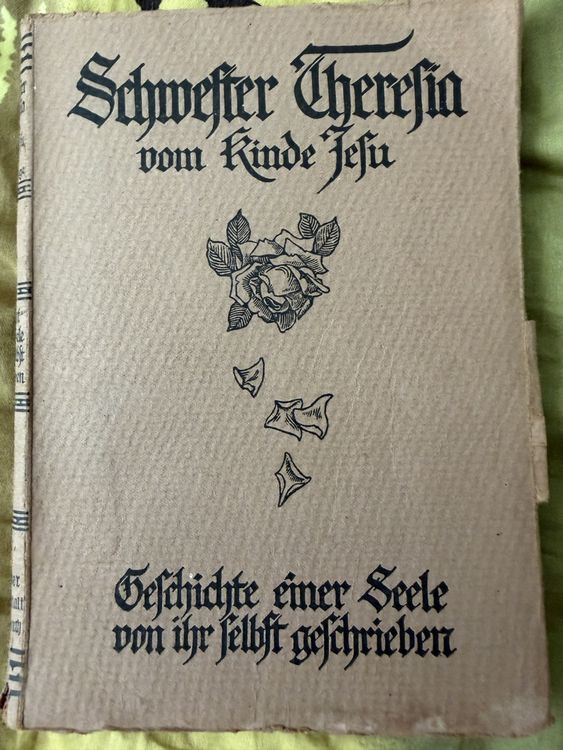 Schwester Theresia
vom Kinde Jesu
Geschichte einer Seele
von ihr selbst geschrieben